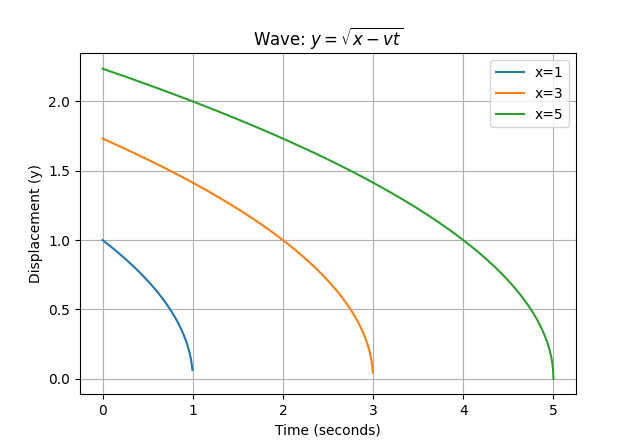 Wave: y = √x − vt
x=1
x=3
x=5
Displacement (y)
2.0
1.5
1.0
0.5
0.0
0 1 2 3 4 5
Time (seconds)